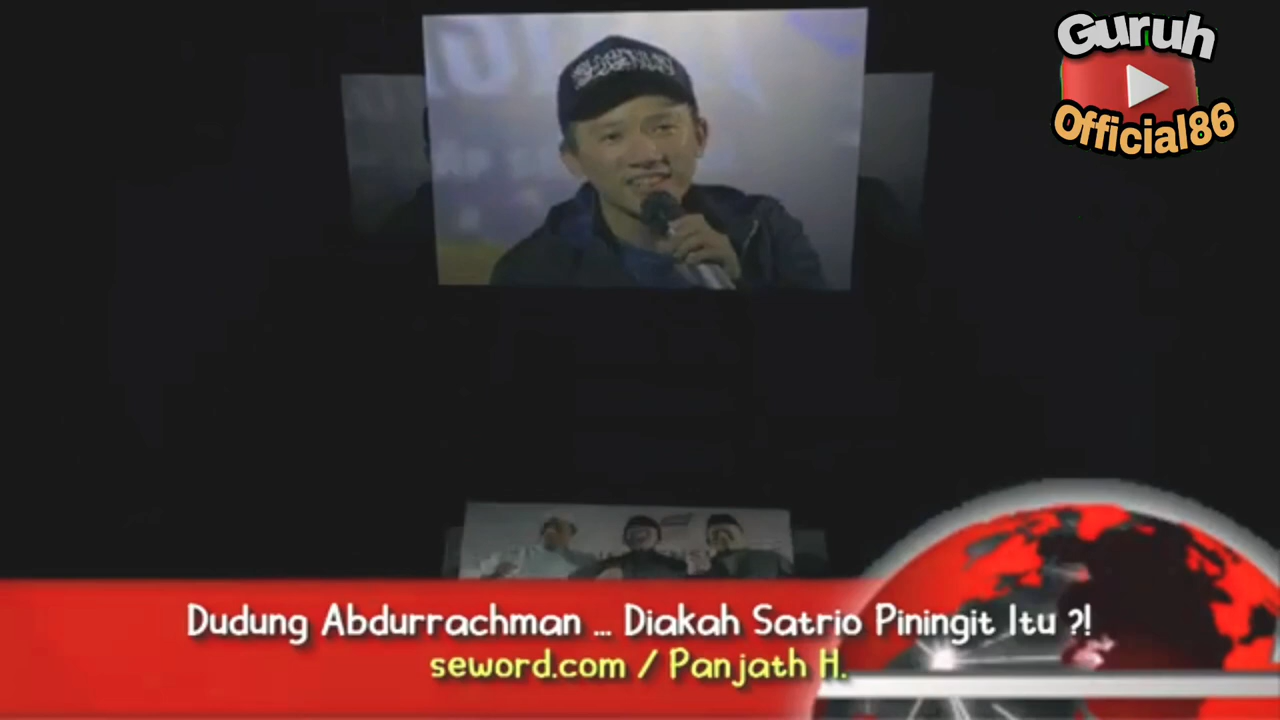 Guruh
Official86
Dudung Abdurrachman ... Diakah Satrio Piningit Itu ?!
seword.com / Panjath H.